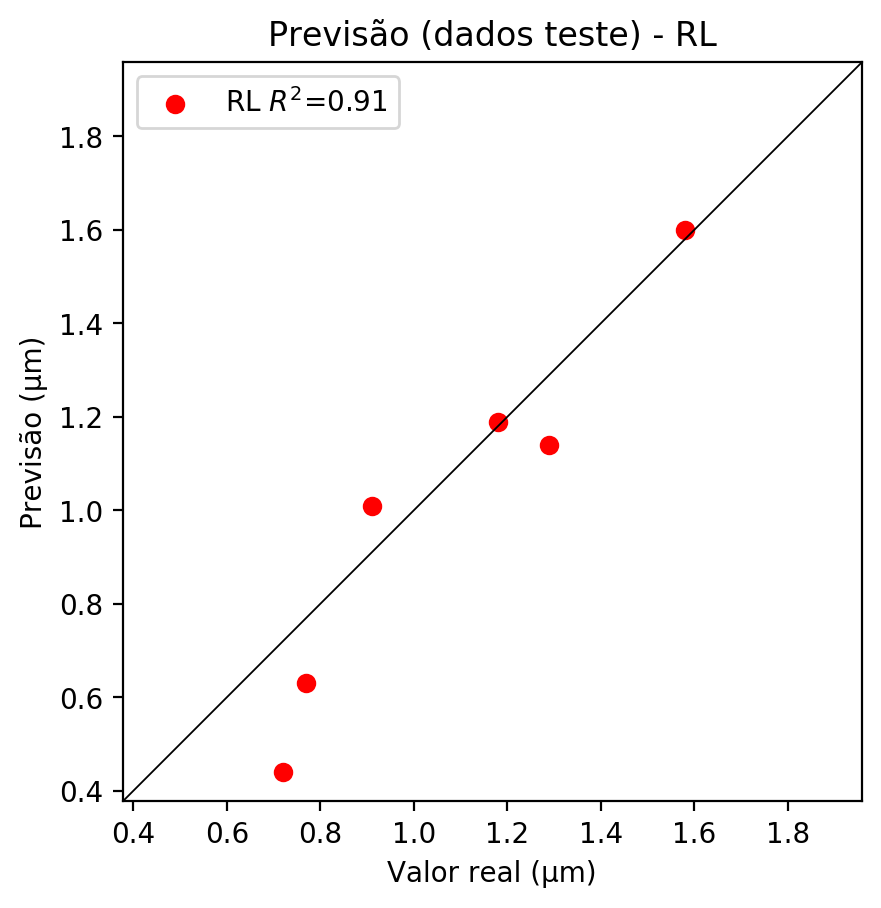 Previsão (dados teste) - RL
RL R²=0.91
1.8
1.6
1.4
1.2
1.0
0.8
0.6
0.4
Previsão (μm)
0.4 0.6 0.8 1.0 1.2 1.4 1.6 1.8
Valor real (μm)